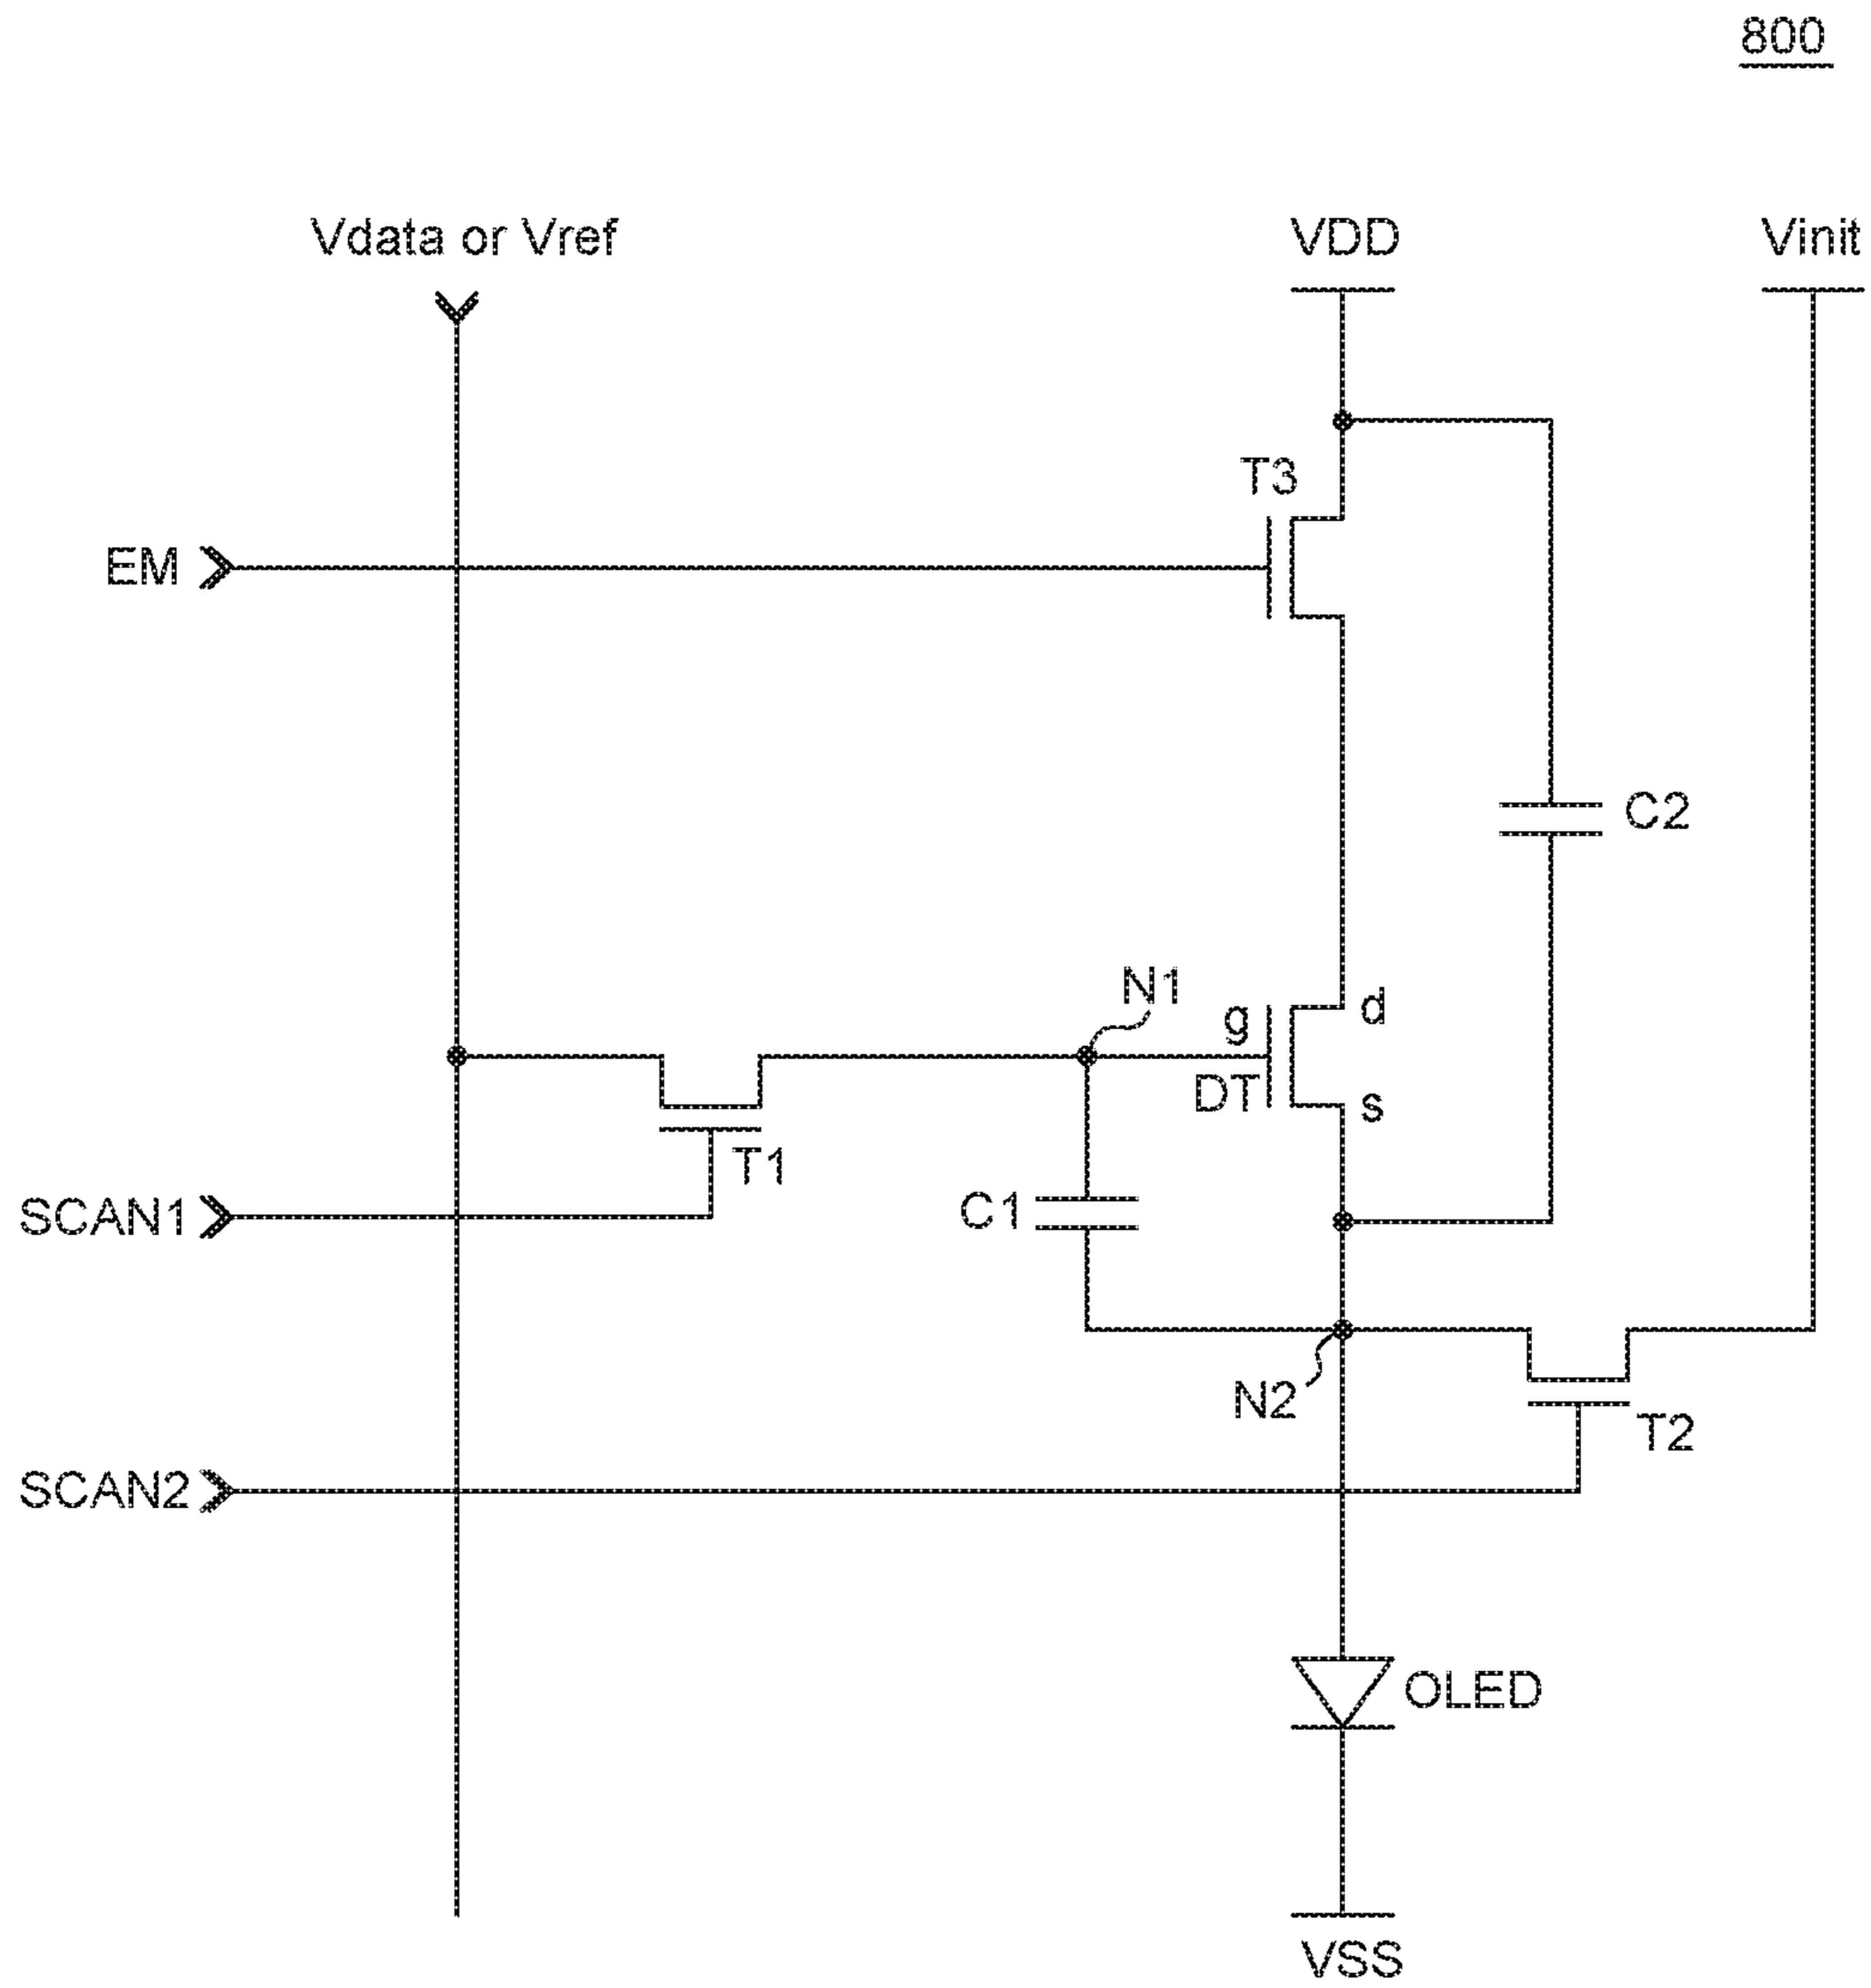 800
Vdata or Vref
VDD
Vinit
T3
EM
C2
N1
g
d
DT
s
T1
C1
SCAN1
N2
T2
SCAN2
OLED
VSS